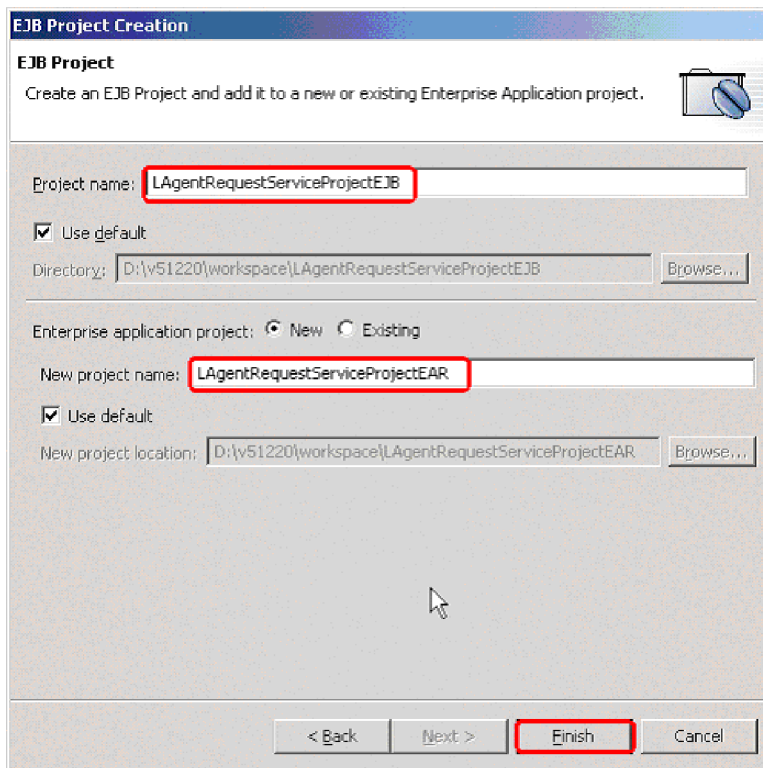 EJB Project Creation
EJB Project
Create an EJB Project and add it to a new or existing Enterprise Application project.
Project name: LAgentRequestServiceProjectEJB
Use default
Directory: D:\v51220\workspace\LAgentRequestServiceProjectEJB Browse...
Enterprise application project: New Existing
New project name: LAgentRequestServiceProjectEAR
Use default
New project location: D:\v51220\workspace\LAgentRequestServiceProjectEAR Browse...
< Back Next > Finish Cancel